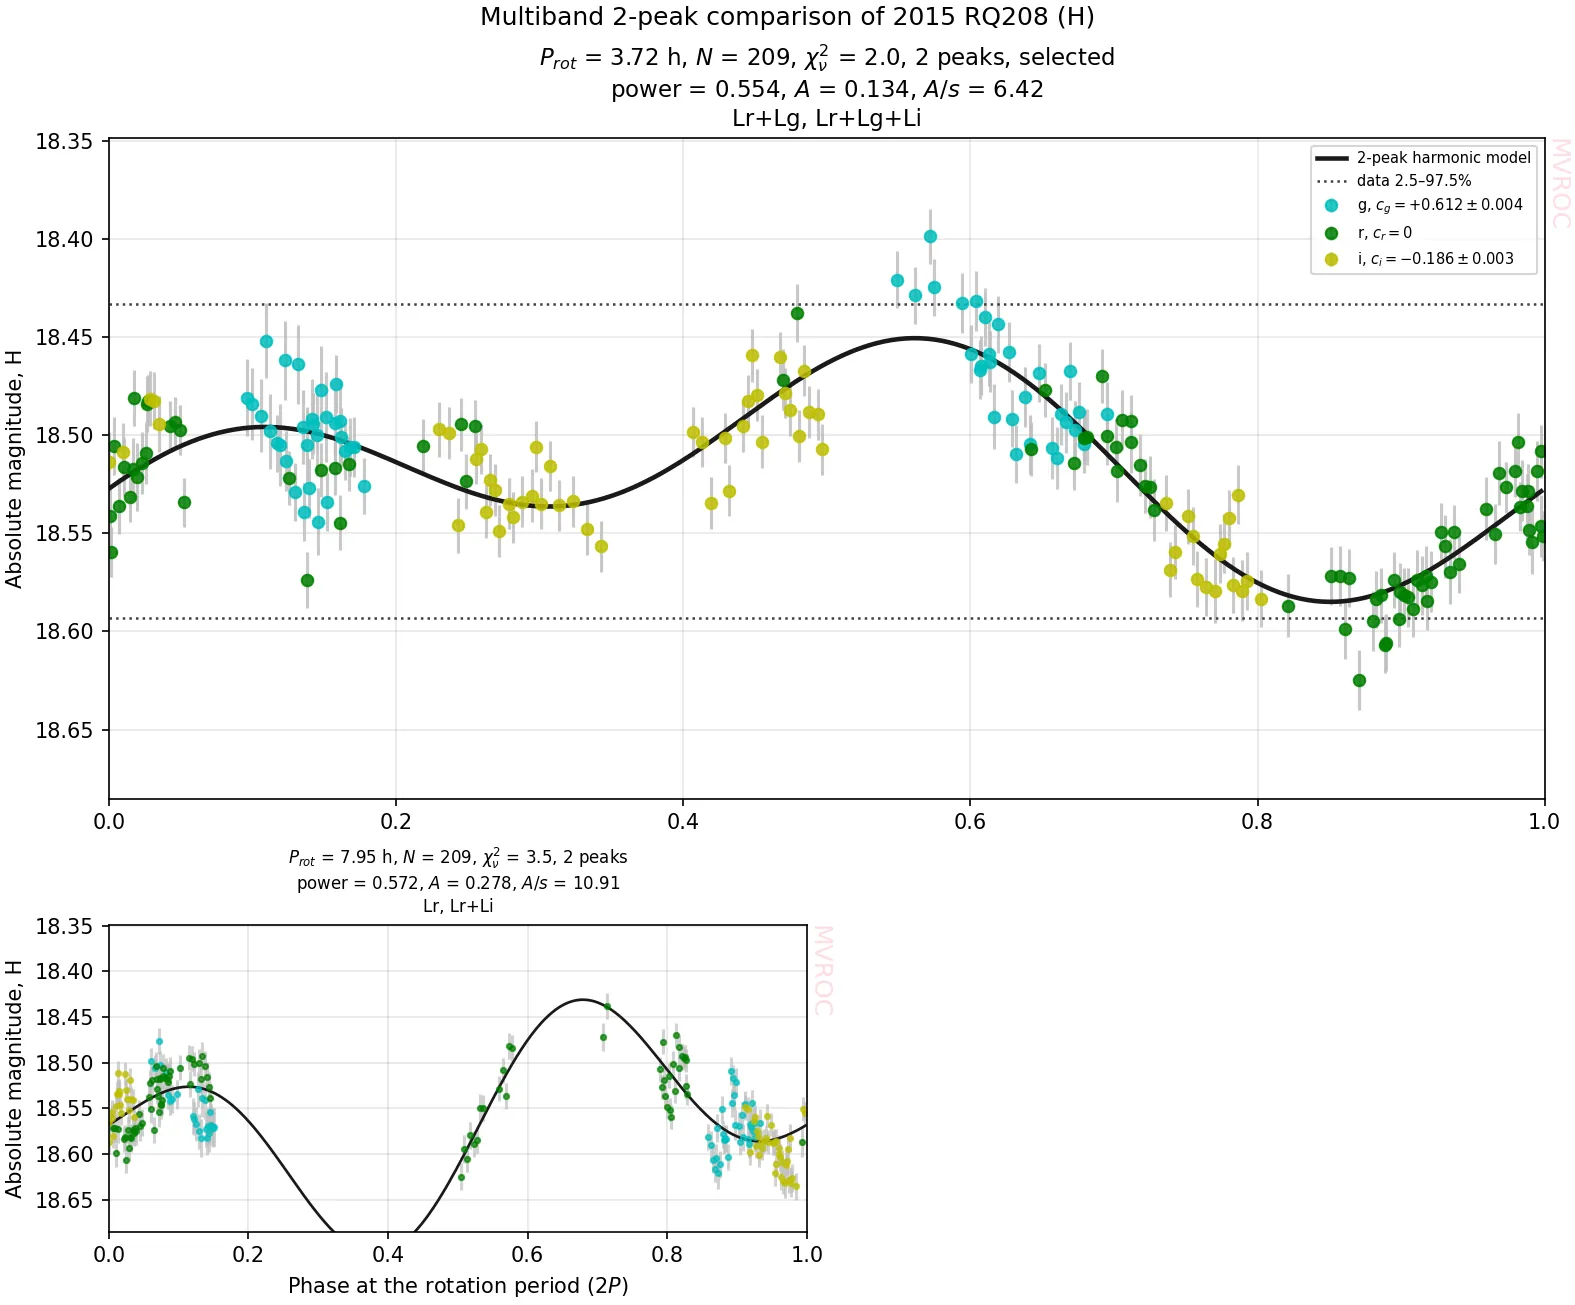 Multiband 2-peak comparison of 2015 RQ208 (H)
P_rot = 3.72 h, N = 209, χ²_ν = 2.0, 2 peaks, selected
power = 0.554, A = 0.134, A/s = 6.42
Lr+Lg, Lr+Lg+Li
MVROC
2-peak harmonic model
data 2.5–97.5%
g, c_g = +0.612 ± 0.004
r, c_r = 0
i, c_i = −0.186 ± 0.003
Absolute magnitude, H
18.35
18.40
18.45
18.50
18.55
18.60
18.65
0.0 0.2 0.4 0.6 0.8 1.0
P_rot = 7.95 h, N = 209, χ²_ν = 3.5, 2 peaks
power = 0.572, A = 0.278, A/s = 10.91
Lr, Lr+Li
MVROC
Absolute magnitude, H
18.35
18.40
18.45
18.50
18.55
18.60
18.65
0.0 0.2 0.4 0.6 0.8 1.0
Phase at the rotation period (2P)